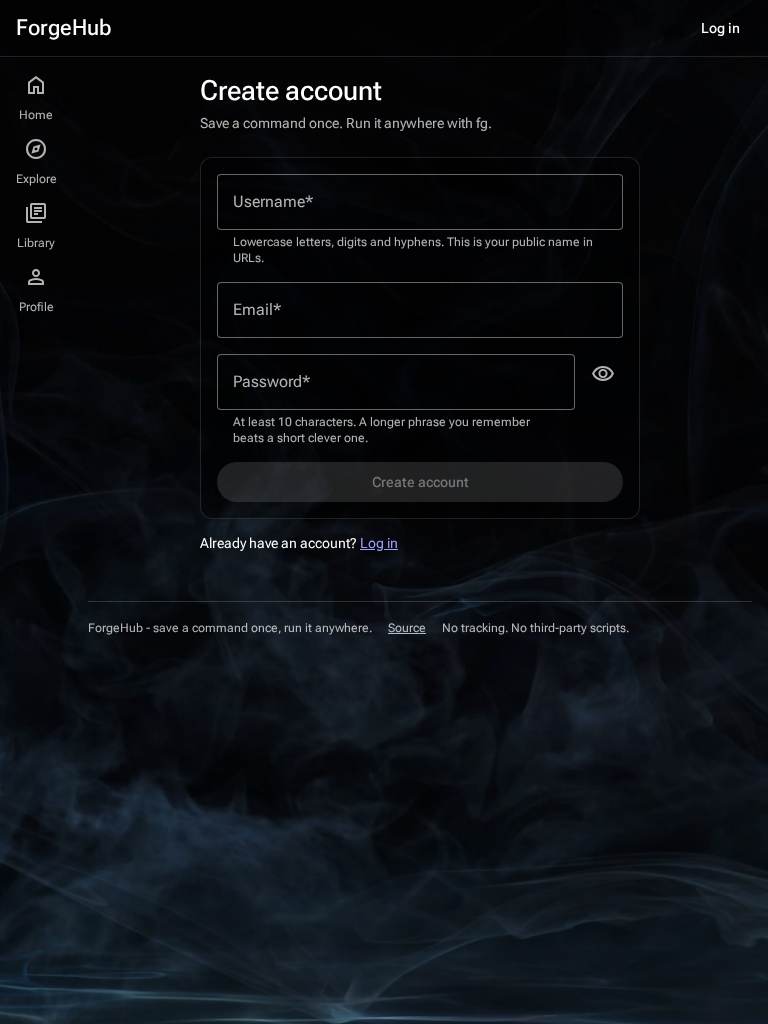 ForgeHub
Log in
Home
Explore
Library
Profile
Create account
Save a command once. Run it anywhere with fg.
Username*
Lowercase letters, digits and hyphens. This is your public name in
URLs.
Email*
Password*
At least 10 characters. A longer phrase you remember
beats a short clever one.
Create account
Already have an account? Log in
ForgeHub - save a command once, run it anywhere. Source No tracking. No third-party scripts.